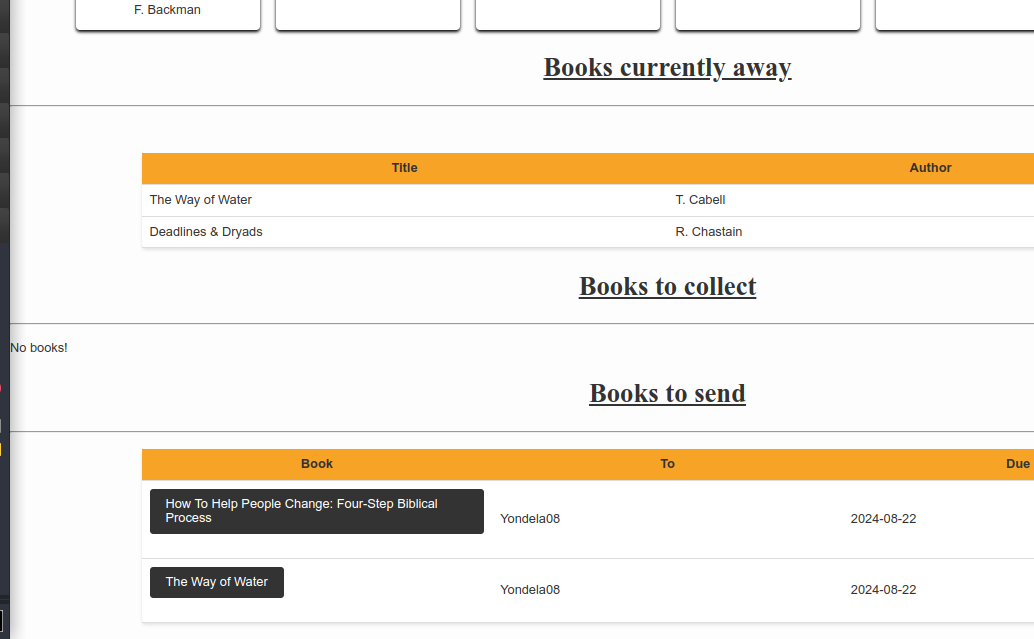 F. Backman
Books currently away
Title Author
The Way of Water T. Cabell
Deadlines & Dryads R. Chastain
Books to collect
No books!
Books to send
Book To Due
How To Help People Change: Four-Step Biblical
Process
Yondela08 2024-08-22
The Way of Water
Yondela08 2024-08-22